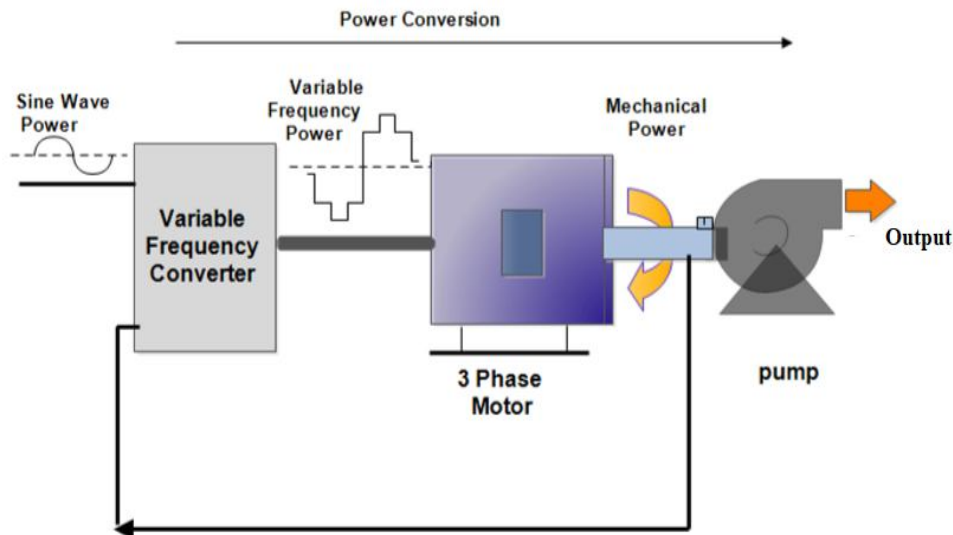 Power Conversion
Sine Wave
Power
Variable
Frequency
Power
Mechanical
Power
Variable
Frequency
Converter
Output
3 Phase
Motor
pump